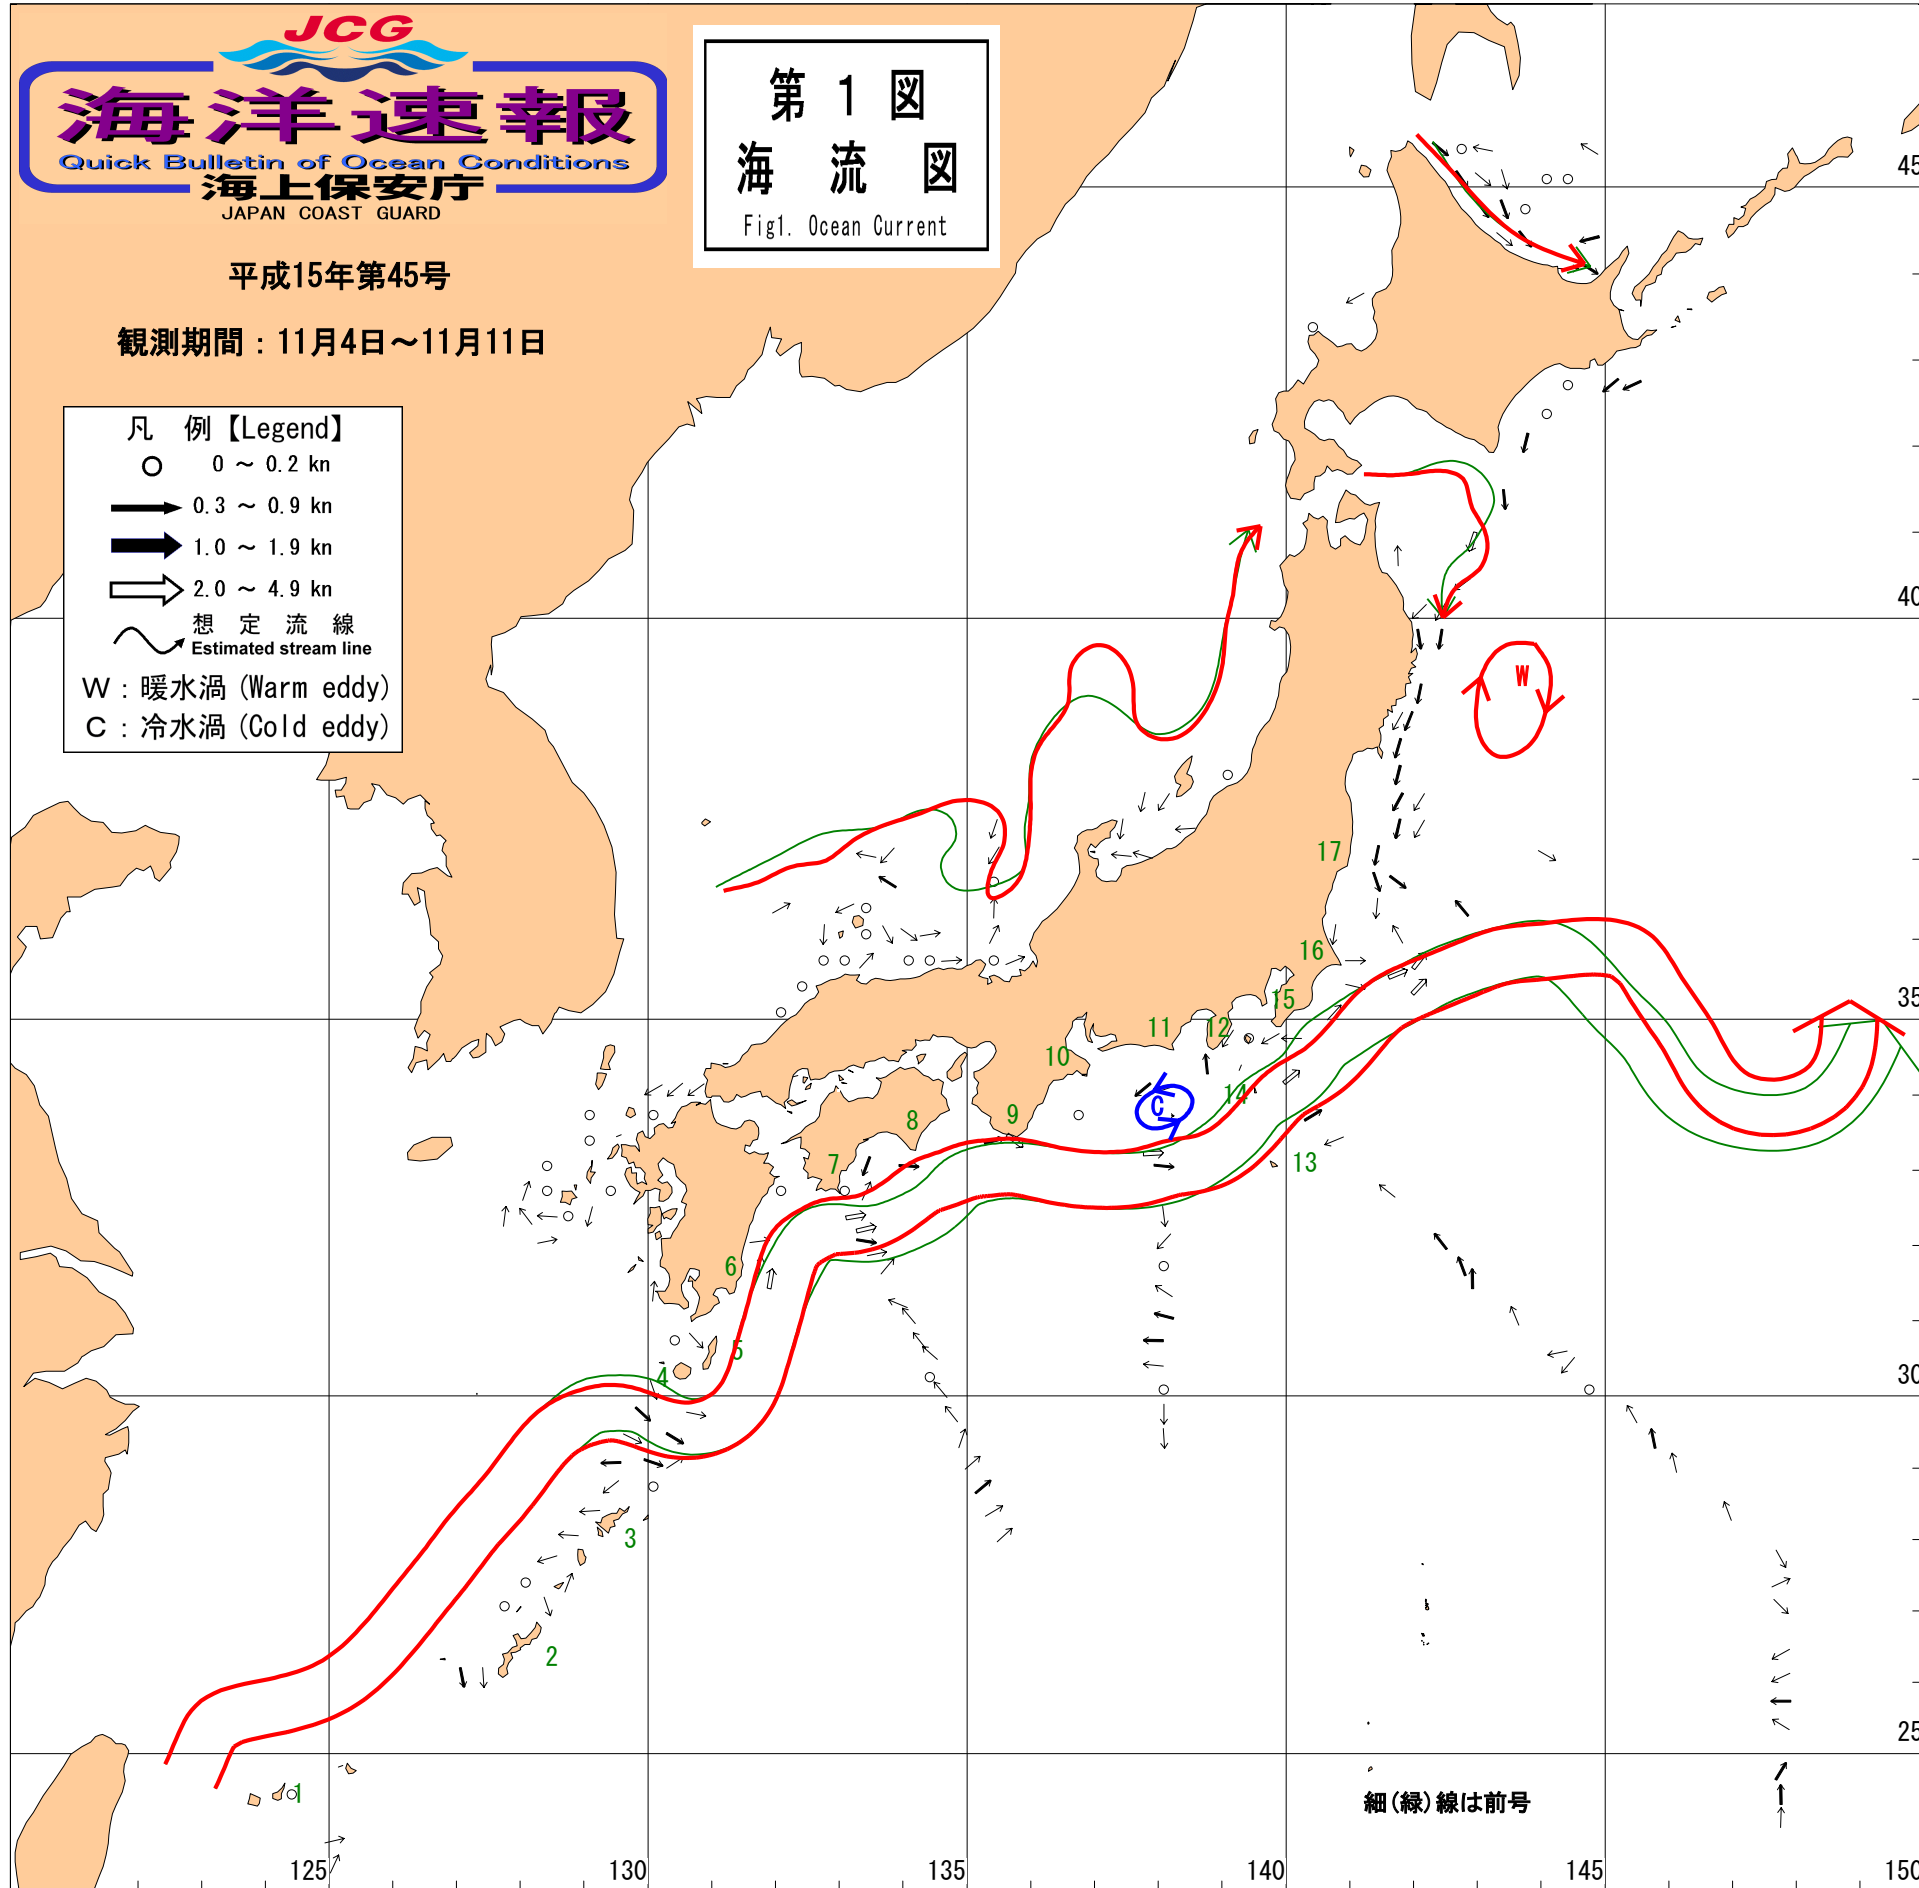 JCG
海洋速報
Quick Bulletin of Ocean Conditions
海上保安庁
JAPAN COAST GUARD
平成15年第45号
観測期間：11月4日～11月11日
第 1 図
海 流 図
Fig1. Ocean Current
凡 例【Legend】
0 ～ 0.2 kn
0.3 ～ 0.9 kn
1.0 ～ 1.9 kn
2.0 ～ 4.9 kn
想 定 流 線
Estimated stream line
W：暖水渦(Warm eddy)
C：冷水渦(Cold eddy)
45
40
W
17
16
35
15
12
11
10
14
C
9
8
13
7
6
5
4
30
3
2
25
1
細(緑)線は前号
125
130
135
140
145
150